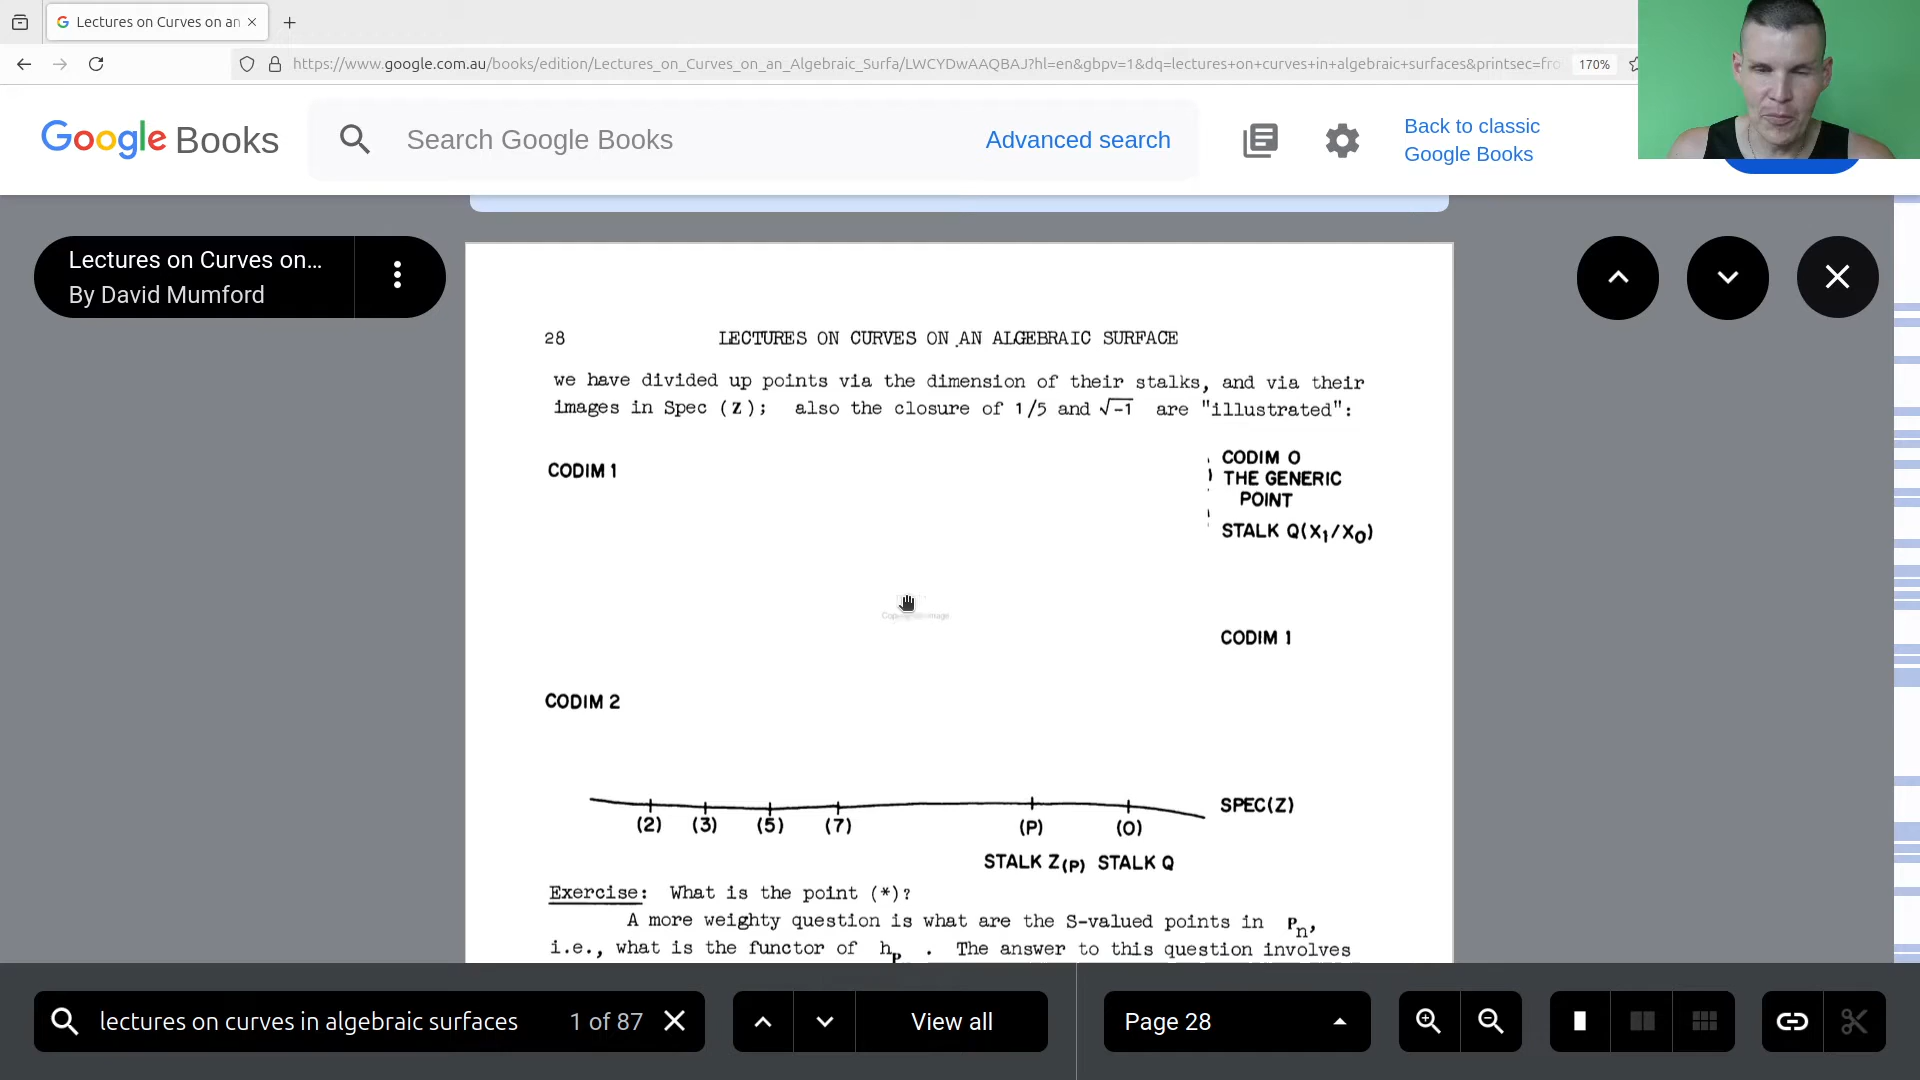 Lectures on Curves on an
https://www.google.com.au/books/edition/Lectures_on_Curves_on_an_Algebraic_Surfa/LWCYDwAAQBAJ?hl=en&gbpv=1&dq=lectures+on+curves+in+algebraic+surfaces&printsec=fro
170%
Google Books
Search Google Books
Advanced search
Back to classic
Google Books
Lectures on Curves on...
By David Mumford
28 LECTURES ON CURVES ON AN ALGEBRAIC SURFACE
we have divided up points via the dimension of their stalks, and via their
images in Spec (Z); also the closure of 1/5 and √-1 are "illustrated":
CODIM 1
CODIM 0
THE GENERIC
POINT
STALK Q(X₁/X₀)
CODIM 1
CODIM 2
SPEC(Z)
(2) (3) (5) (7) (P) (0)
STALK Z(P) STALK Q
Exercise: What is the point (*)?
A more weighty question is what are the S-valued points in Pₙ,
i.e., what is the functor of h_P . The answer to this question involves
lectures on curves in algebraic surfaces
1 of 87
View all
Page 28